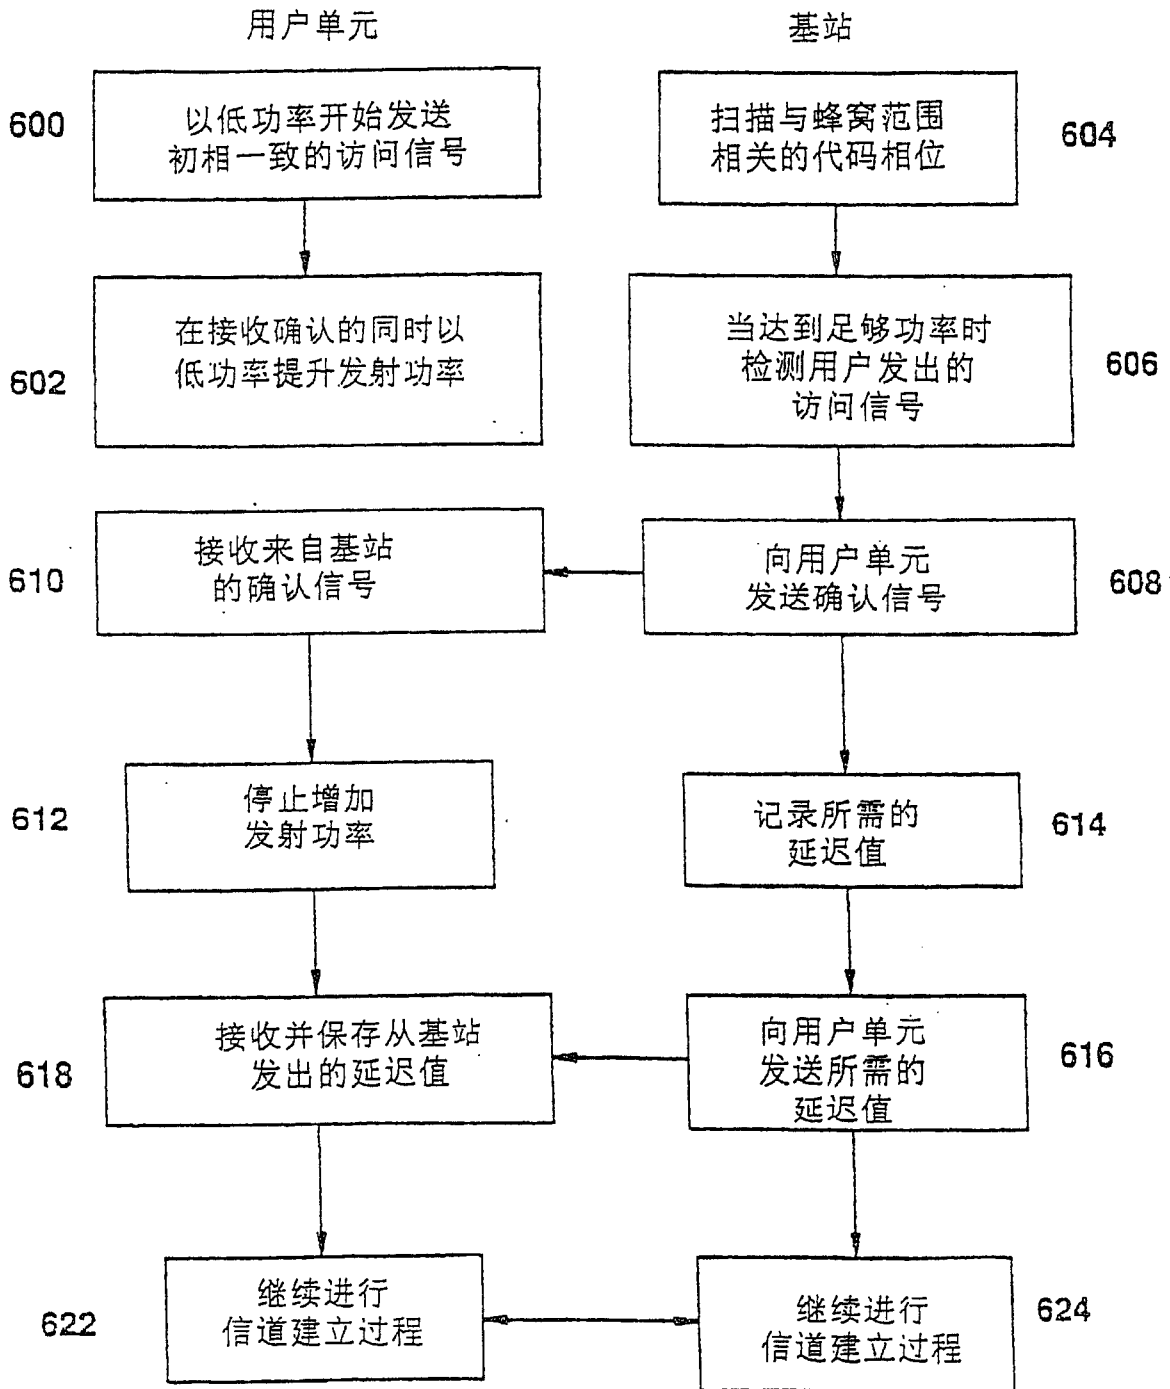 用户单元
基站
600
以低功率开始发送
初相一致的访问信号
扫描与蜂窝范围
相关的代码相位
604
602
在接收确认的同时以
低功率提升发射功率
当达到足够功率时
检测用户发出的
访问信号
606
610
接收来自基站
的确认信号
向用户单元
发送确认信号
608
612
停止增加
发射功率
记录所需的
延迟值
614
618
接收并保存从基站
发出的延迟值
向用户单元
发送所需的
延迟值
616
622
继续进行
信道建立过程
继续进行
信道建立过程
624